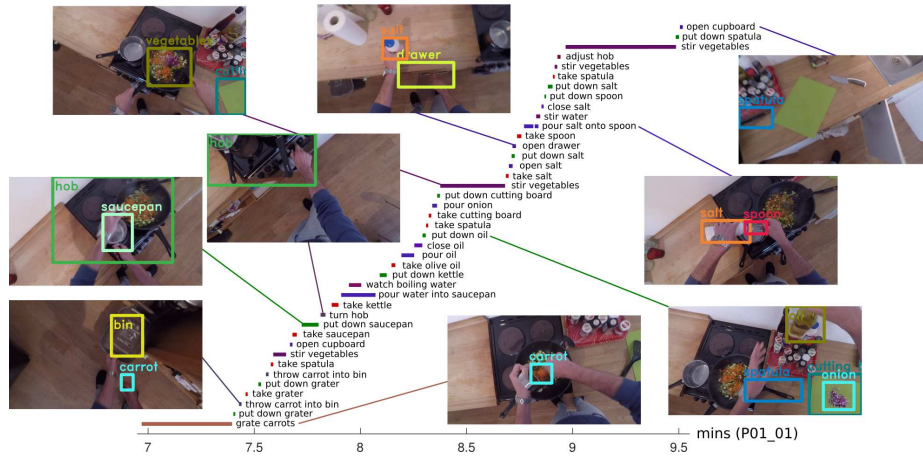 open cupboard
put down spatula
stir vegetables
adjust hob
stir vegetables
take spatula
put down salt
put down spoon
close salt
stir water
pour salt onto spoon
take spoon
open drawer
put down salt
open salt
take salt
stir vegetables
put down cutting board
pour onion
take cutting board
take spatula
put down oil
close oil
pour oil
take olive oil
put down kettle
watch boiling water
pour water into saucepan
take kettle
turn hob
put down saucepan
take saucepan
open cupboard
stir vegetables
take spatula
throw carrot into bin
put down grater
take grater
throw carrot into bin
put down grater
grate carrots
vegetables
drawer
spatula
hob
hob
saucepan
salt
spoon
bin
carrot
carrot
spatula
onion
7
7.5
8
8.5
9
9.5
mins (P01_01)